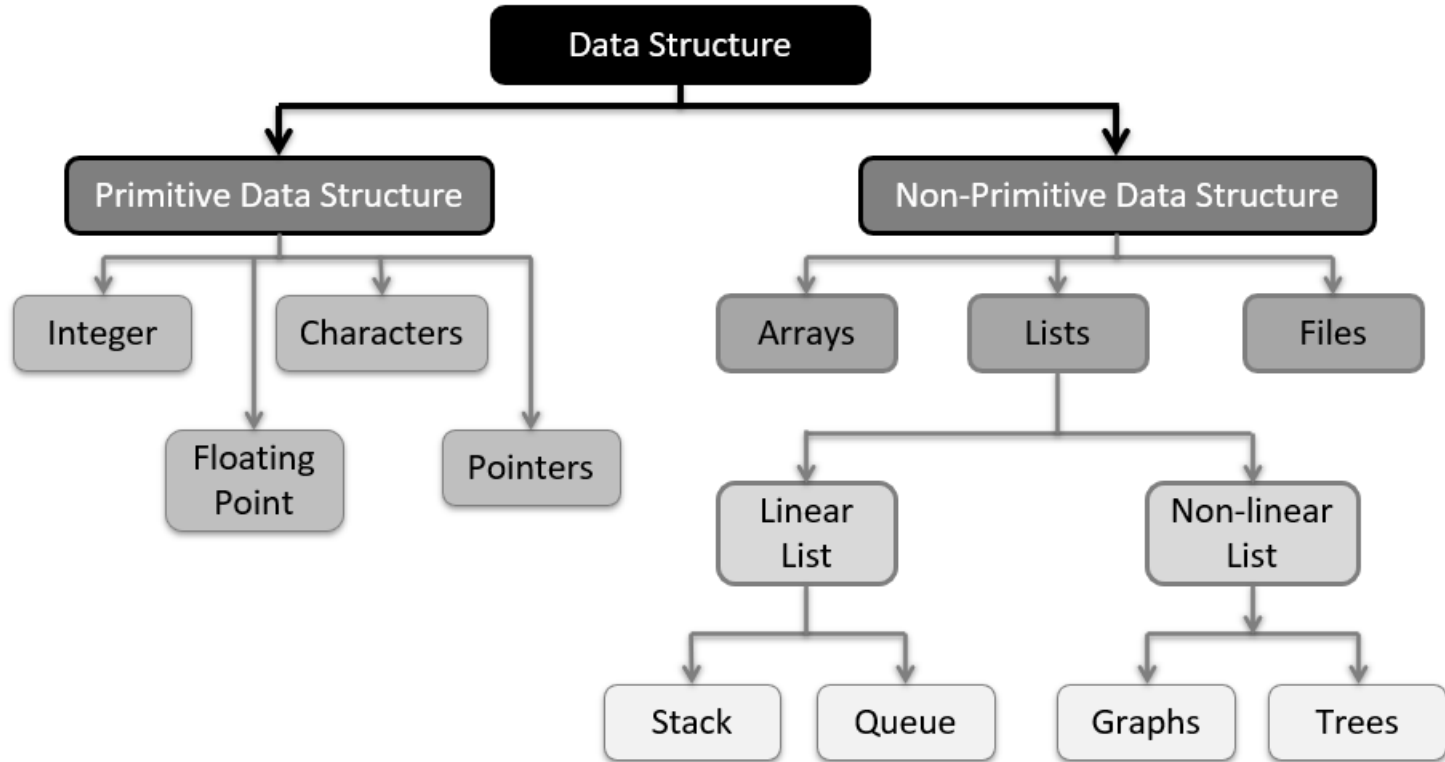 Data Structure
Primitive Data Structure
Non-Primitive Data Structure
Integer
Characters
Arrays
Lists
Files
Floating
Point
Pointers
Linear
List
Non-linear
List
Stack
Queue
Graphs
Trees